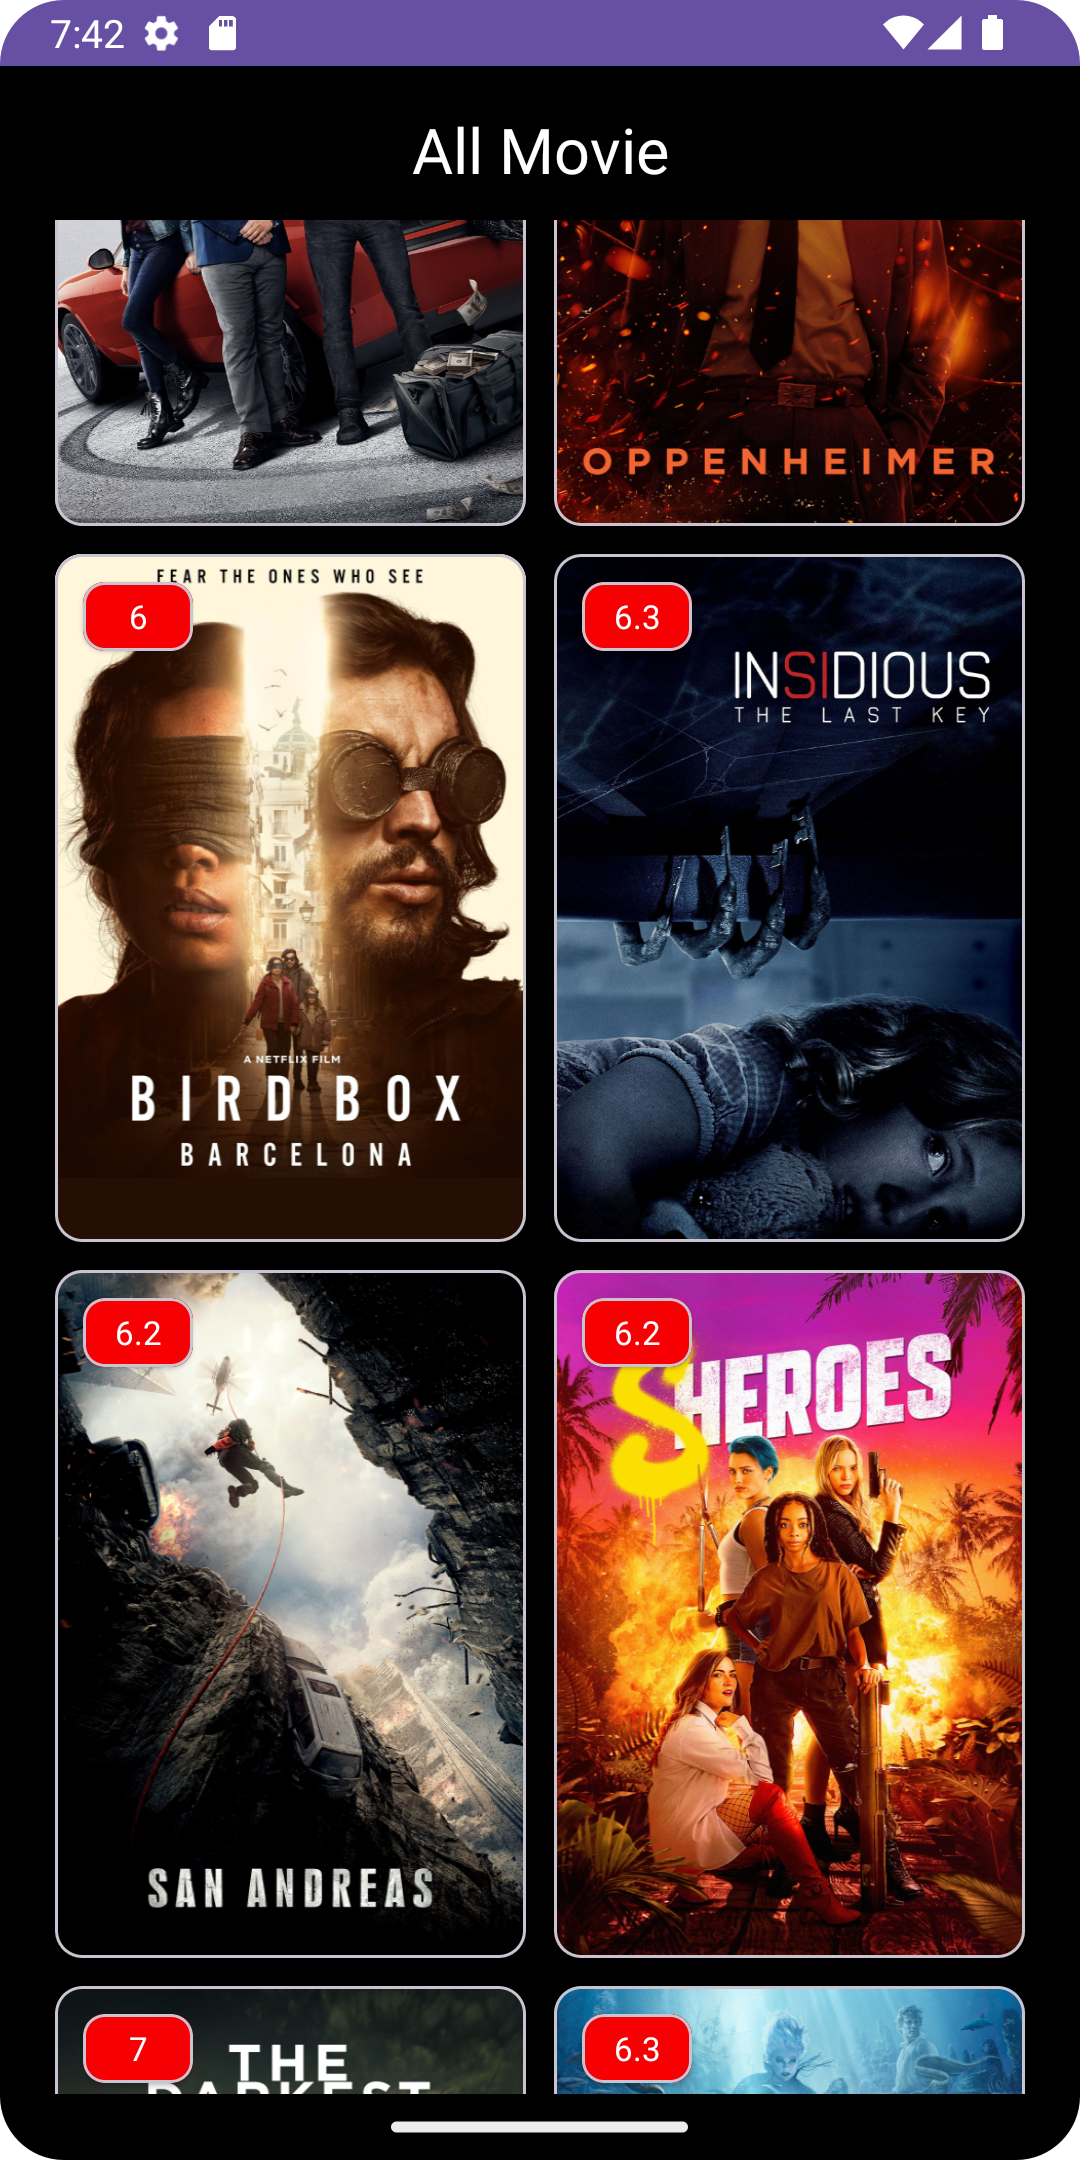 7:42
All Movie
OPPENHEIMER
FEAR THE ONES WHO SEE
6
A NETFLIX FILM
BIRD BOX
BARCELONA
6.3
INSIDIOUS
THE LAST KEY
6.2
SAN ANDREAS
6.2
SHEROES
7
THE
DARKEST
6.3